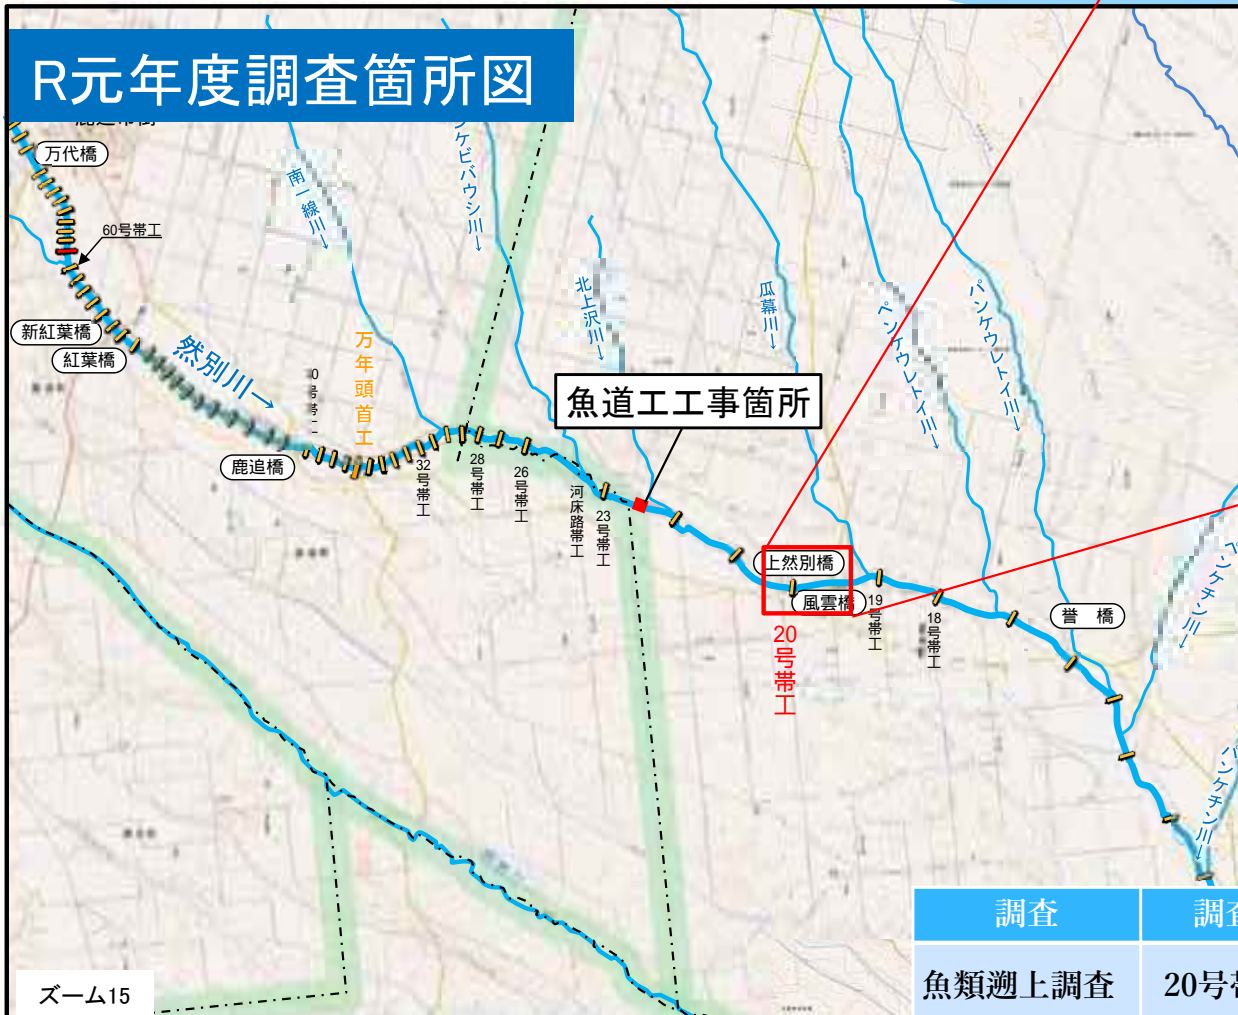 R元年度調査箇所図
万代橋
60号帯工
新紅葉橋
紅葉橋
然別川→
南一線川→
ケビバウシ川→
万年頭首工
鹿追橋
32号帯工
28号帯工
26号帯工
北上沢川→
魚道工工事箇所
河床路帯工
23号帯工
瓜幕川→
ペンケウレトイ川→
パンケウレトイ川→
上然別橋
風雲橋
20号帯工
19号帯工
18号帯工
誉 橋
ペンケチン川→
パンケチン川→
ズーム15
調査
魚類遡上調査
20号